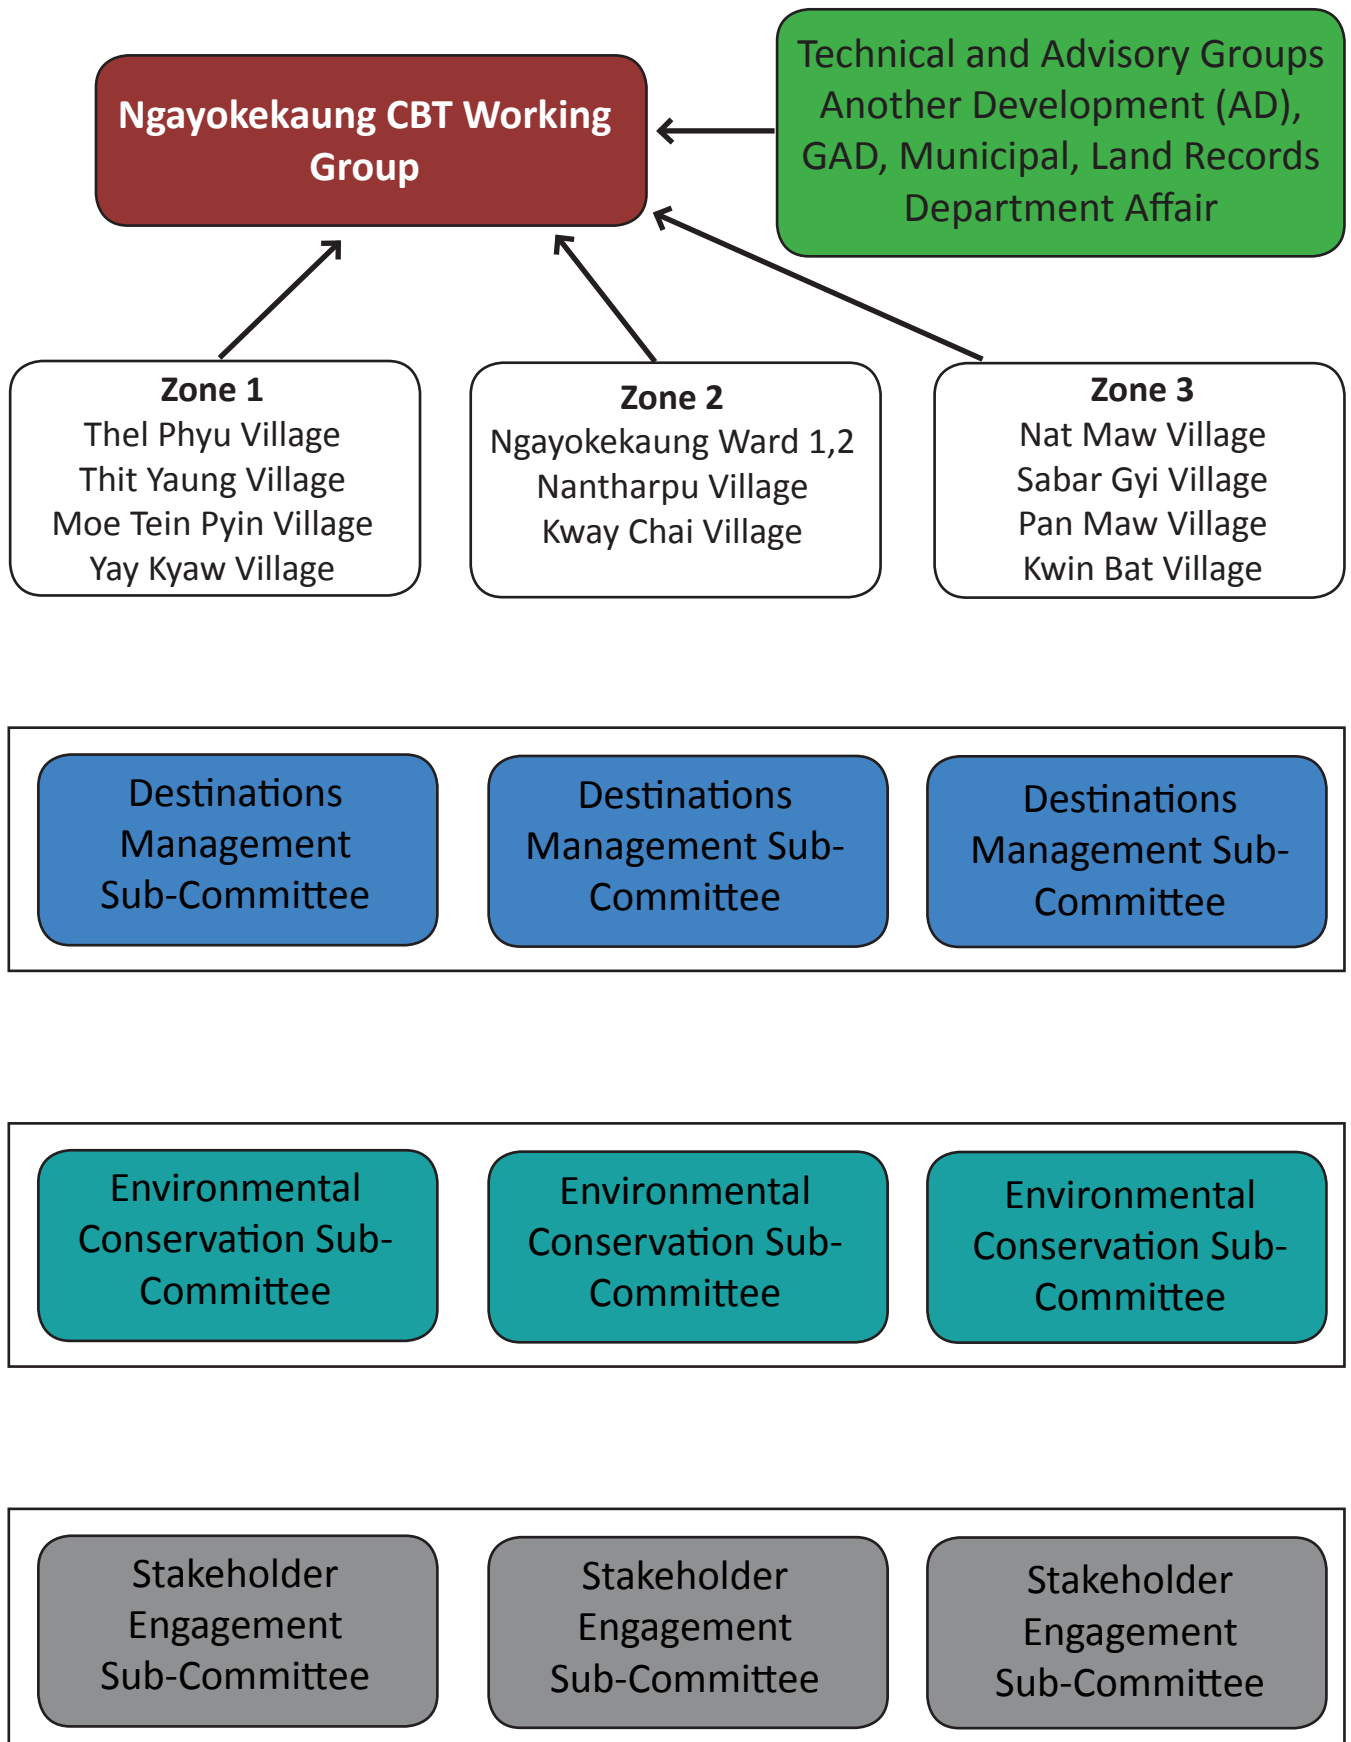 Ngayokekaung CBT Working
Group
Technical and Advisory Groups
Another Development (AD),
GAD, Municipal, Land Records
Department Affair
Zone 1
Thel Phyu Village
Thit Yaung Village
Moe Tein Pyin Village
Yay Kyaw Village
Zone 2
Ngayokekaung Ward 1,2
Nantharpu Village
Kway Chai Village
Zone 3
Nat Maw Village
Sabar Gyi Village
Pan Maw Village
Kwin Bat Village
Destinations
Management
Sub-Committee
Destinations
Management Sub-
Committee
Destinations
Management Sub-
Committee
Environmental
Conservation Sub-
Committee
Environmental
Conservation Sub-
Committee
Environmental
Conservation Sub-
Committee
Stakeholder
Engagement
Sub-Committee
Stakeholder
Engagement
Sub-Committee
Stakeholder
Engagement
Sub-Committee